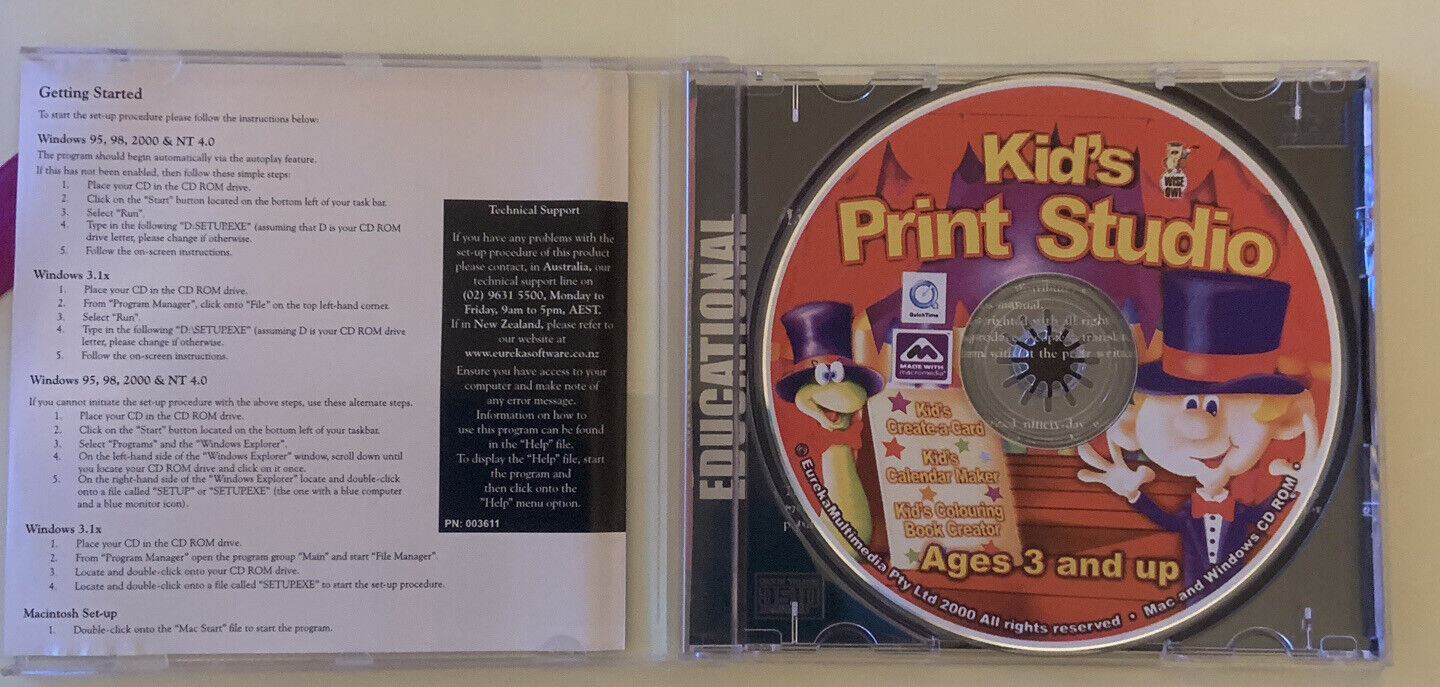 Getting Started
To start the set-up procedure please follow the instructions below:
Windows 95, 98, 2000 & NT 4.0
The program should begin automatically via the autoplay feature.
If this has not been enabled, then follow these simple steps:
1. Place your CD in the CD ROM drive.
2. Click on the "Start" button located on the bottom left of your task bar.
3. Select "Run".
4. Type in the following "D:SETUP.EXE" (assuming that D is your CD ROM
drive letter, please change if otherwise.
5. Follow the on-screen instructions.
Windows 3.1x
1. Place your CD in the CD ROM drive.
2. From "Program Manager", click onto "File" on the top left-hand corner.
3. Select "Run".
4. Type in the following "D:\SETUP.EXE" (assuming D is your CD ROM drive
letter, please change if otherwise.
5. Follow the on-screen instructions.
Windows 95, 98, 2000 & NT 4.0
If you cannot initiate the set-up procedure with the above steps, use these alternate steps.
1. Place your CD in the CD ROM drive.
2. Click on the "Start" button located on the bottom left of your taskbar.
3. Select "Programs" and the "Windows Explorer".
4. On the left-hand side of the "Windows Explorer" window, scroll down until
you locate your CD ROM drive and click on it once.
5. On the right-hand side of the "Windows Explorer" locate and double-click
onto a file called "SETUP" or "SETUP.EXE" (the one with a blue computer
and a blue monitor icon).
Windows 3.1x
1. Place your CD in the CD ROM drive.
2. From "Program Manager" open the program group "Main" and start "File Manager".
3. Locate and double-click onto your CD ROM drive.
4. Locate and double-click onto a file called "SETUP.EXE" to start the set-up procedure.
Macintosh Set-up
1. Double-click onto the "Mac Start" file to start the program.
Technical Support
If you have any problems with the
set-up procedure of this product
please contact, in Australia, our
technical support line on
(02) 9631 5500, Monday to
Friday, 9am to 5pm, AEST.
If in New Zealand, please refer to
our website at
www.eurekasoftware.co.nz
Ensure you have access to your
computer and make note of
any error message.
Information on how to
use this program can be found
in the "Help" file.
To display the "Help" file, start
the program and
then click onto the
"Help" menu option.
PN: 003611
EDUCATIONAL
Kid's
Print Studio
WISE
OWL
QuickTime
MADE WITH
macromedia
manual.
with all right
the
ninety-day
Kid's
Create-a-Card
Kid's
Calendar Maker
Kid's Colouring
Book Creator
Ages 3 and up
© EurekaMultimedia Pty Ltd 2000 All rights reserved • Mac and Windows CD ROM •